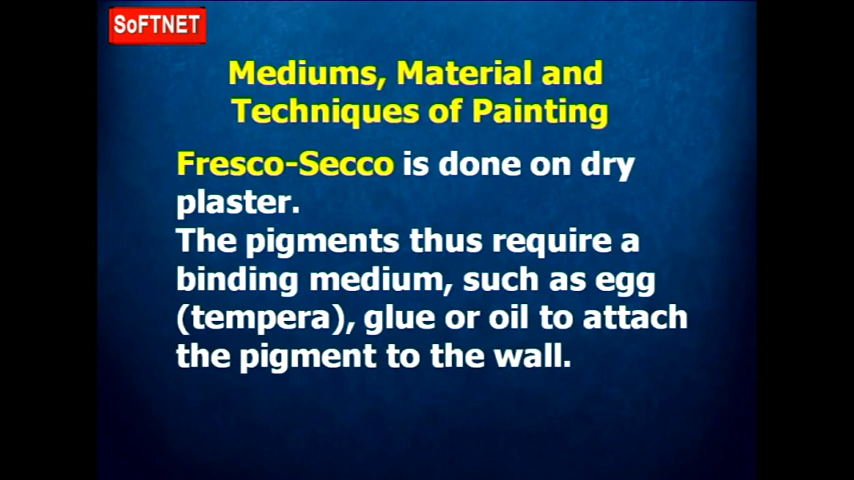 SoFTNET
Mediums, Material and
Techniques of Painting
Fresco-Secco is done on dry
plaster.
The pigments thus require a
binding medium, such as egg
(tempera), glue or oil to attach
the pigment to the wall.